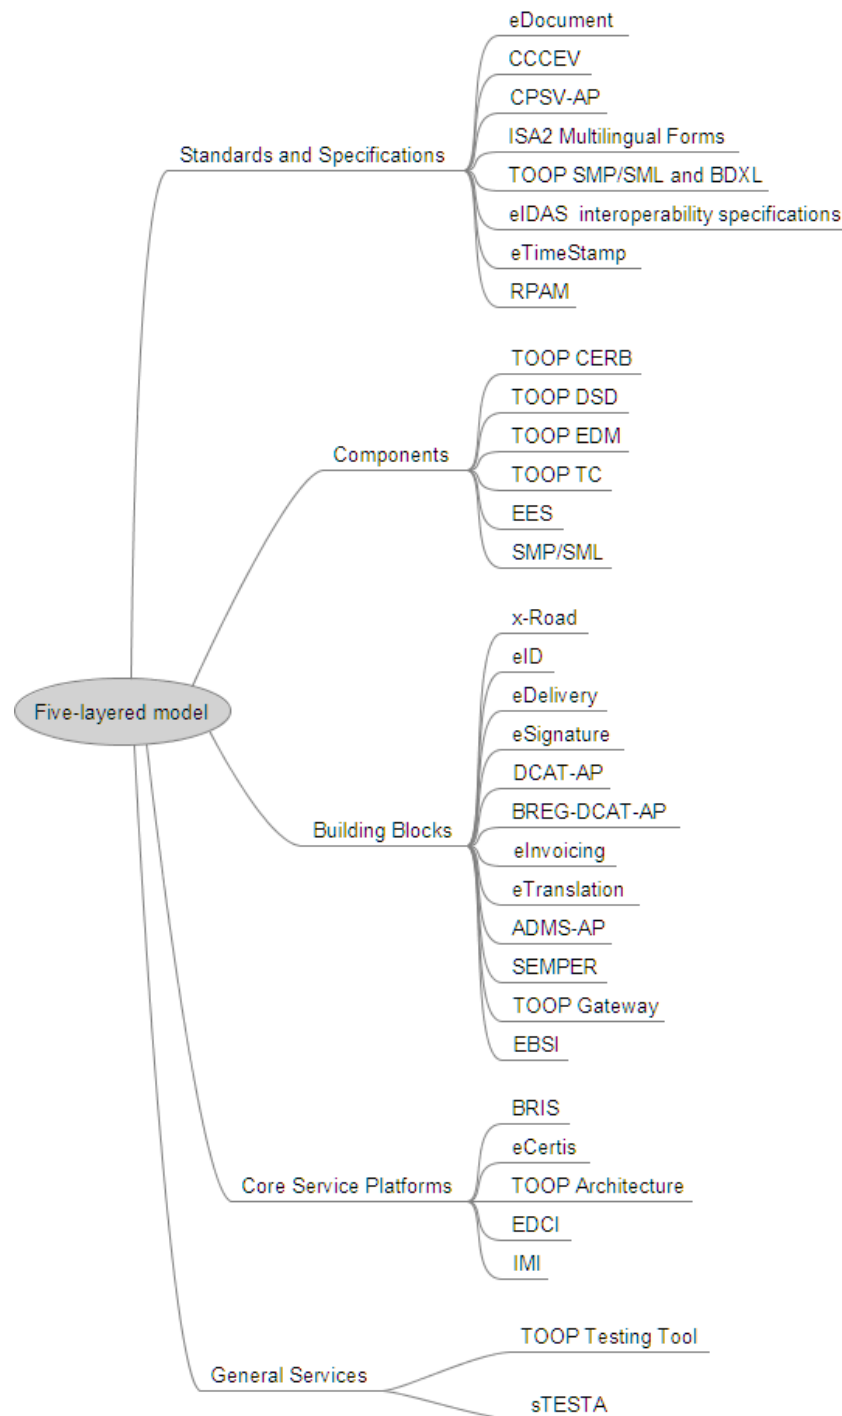 eDocument
CCCEV
CPSV-AP
ISA2 Multilingual Forms
Standards and Specifications
TOOP SMP/SML and BDXL
eIDAS interoperability specifications
eTimeStamp
RPAM
TOOP CERB
TOOP DSD
TOOP EDM
Components
TOOP TC
EES
SMP/SML
x-Road
eID
eDelivery
Five-layered model
eSignature
DCAT-AP
BREG-DCAT-AP
Building Blocks
eInvoicing
eTranslation
ADMS-AP
SEMPER
TOOP Gateway
EBSI
BRIS
eCertis
Core Service Platforms
TOOP Architecture
EDCI
IMI
TOOP Testing Tool
General Services
sTESTA